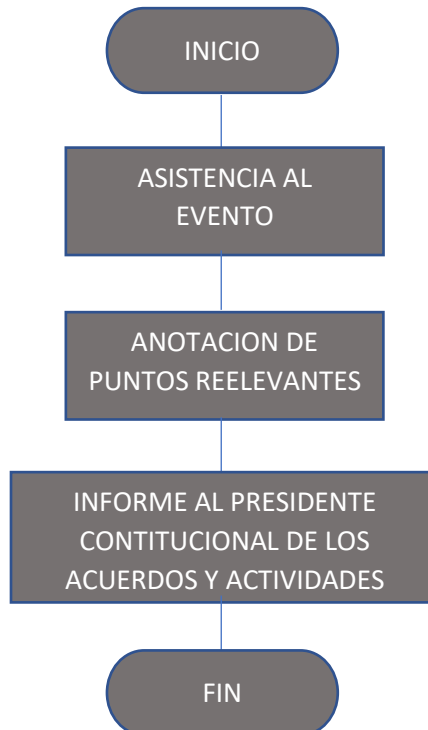 INICIO
ASISTENCIA AL
EVENTO
ANOTACION DE
PUNTOS REELEVANTES
INFORME AL PRESIDENTE
CONTITUCIONAL DE LOS
ACUERDOS Y ACTIVIDADES
FIN